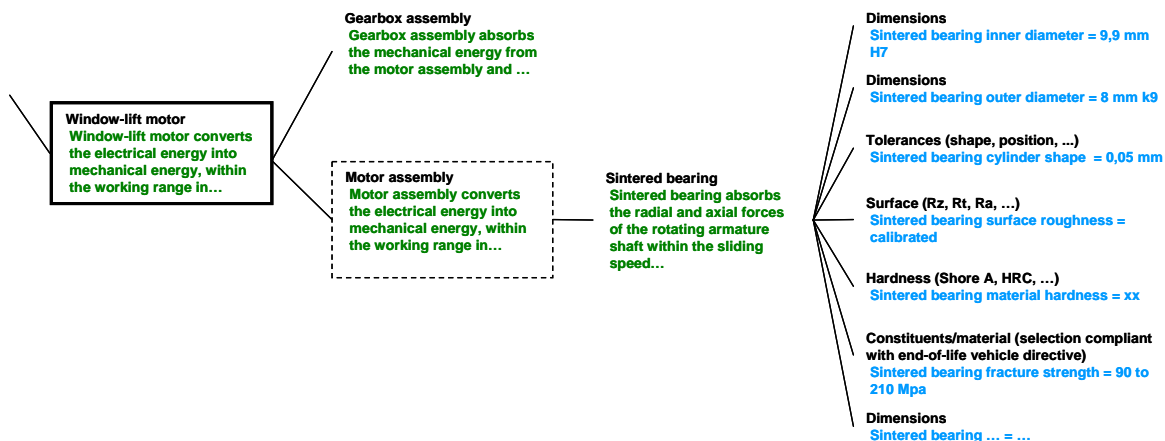 Window-lift motor
Window-lift motor converts
the electrical energy into
mechanical energy, within
the working range in…
Gearbox assembly
Gearbox assembly absorbs
the mechanical energy from
the motor assembly and …
Motor assembly
Motor assembly converts
the electrical energy into
mechanical energy, within
the working range in…
Sintered bearing
Sintered bearing absorbs
the radial and axial forces
of the rotating armature
shaft within the sliding
speed…
Dimensions
Sintered bearing inner diameter = 9,9 mm
H7
Dimensions
Sintered bearing outer diameter = 8 mm k9
Tolerances (shape, position, ...)
Sintered bearing cylinder shape = 0,05 mm
Surface (Rz, Rt, Ra, …)
Sintered bearing surface roughness =
calibrated
Hardness (Shore A, HRC, …)
Sintered bearing material hardness = xx
Constituents/material (selection compliant
with end-of-life vehicle directive)
Sintered bearing fracture strength = 90 to
210 Mpa
Dimensions
Sintered bearing … = …